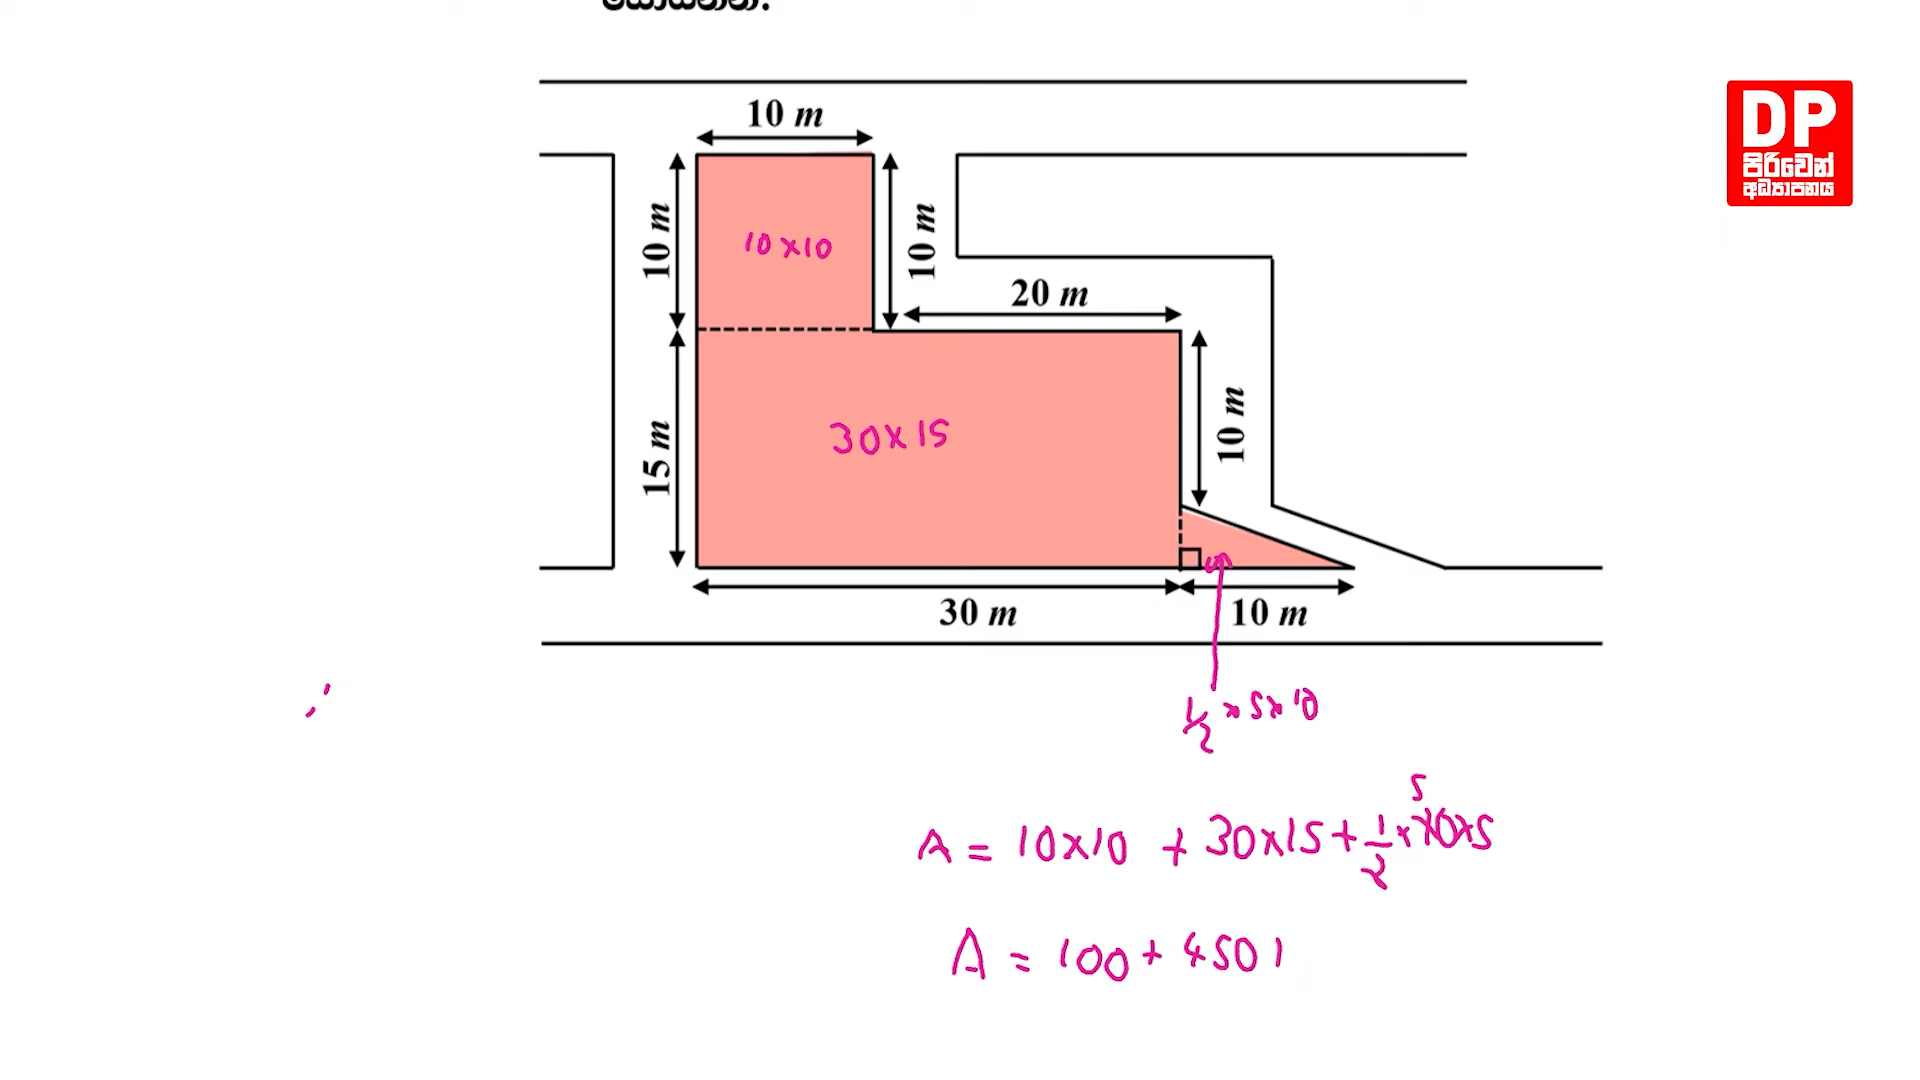 10 m
DP
පිරිවෙන්
අධ්‍යාපනය
10 m
10×10
10 m
20 m
15 m
30×15
10 m
30 m
10 m
1/2 × 5×10
5
A = 10×10 + 30×15 + 1/2 × 10×5
A = 100 + 450